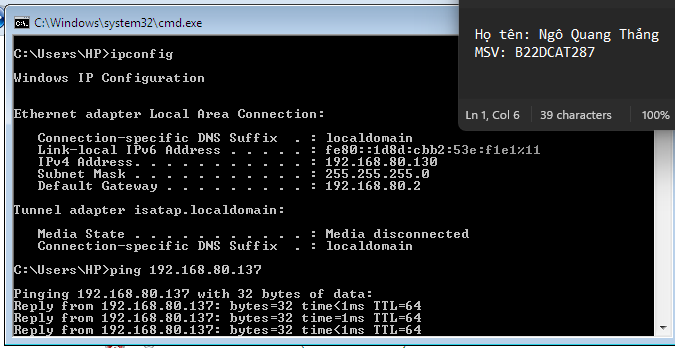 C:\Windows\system32\cmd.exe
C:\Users\HP>ipconfig
Windows IP Configuration
Ethernet adapter Local Area Connection:
Connection-specific DNS Suffix . : localdomain
Link-local IPv6 Address . . . . . : fe80::1d8d:cbb2:53e:f1e1%11
IPv4 Address. . . . . . . . . . . : 192.168.80.130
Subnet Mask . . . . . . . . . . . : 255.255.255.0
Default Gateway . . . . . . . . . : 192.168.80.2
Tunnel adapter isatap.localdomain:
Media State . . . . . . . . . . . : Media disconnected
Connection-specific DNS Suffix . : localdomain
C:\Users\HP>ping 192.168.80.137
Pinging 192.168.80.137 with 32 bytes of data:
Reply from 192.168.80.137: bytes=32 time<1ms TTL=64
Reply from 192.168.80.137: bytes=32 time=1ms TTL=64
Reply from 192.168.80.137: bytes=32 time<1ms TTL=64
Họ tên: Ngô Quang Thắng
MSV: B22DCAT287
Ln 1, Col 6 39 characters 100%